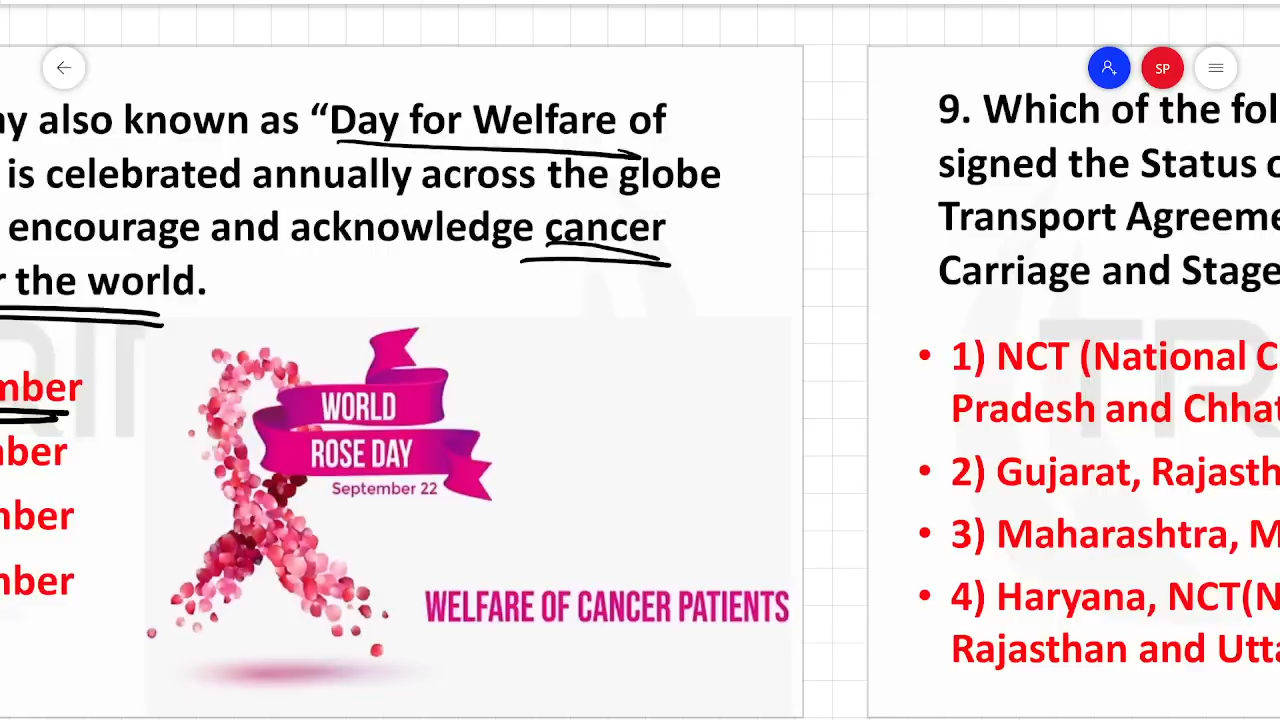 SP
ay also known as “Day for Welfare of
is celebrated annually across the globe
encourage and acknowledge cancer
r the world.
mber
mber
mber
mber
WORLD
ROSE DAY
September 22
WELFARE OF CANCER PATIENTS
9. Which of the fol
signed the Status o
Transport Agreeme
Carriage and Stage
• 1) NCT (National C
Pradesh and Chhat
• 2) Gujarat, Rajasth
• 3) Maharashtra, M
• 4) Haryana, NCT(N
Rajasthan and Utta